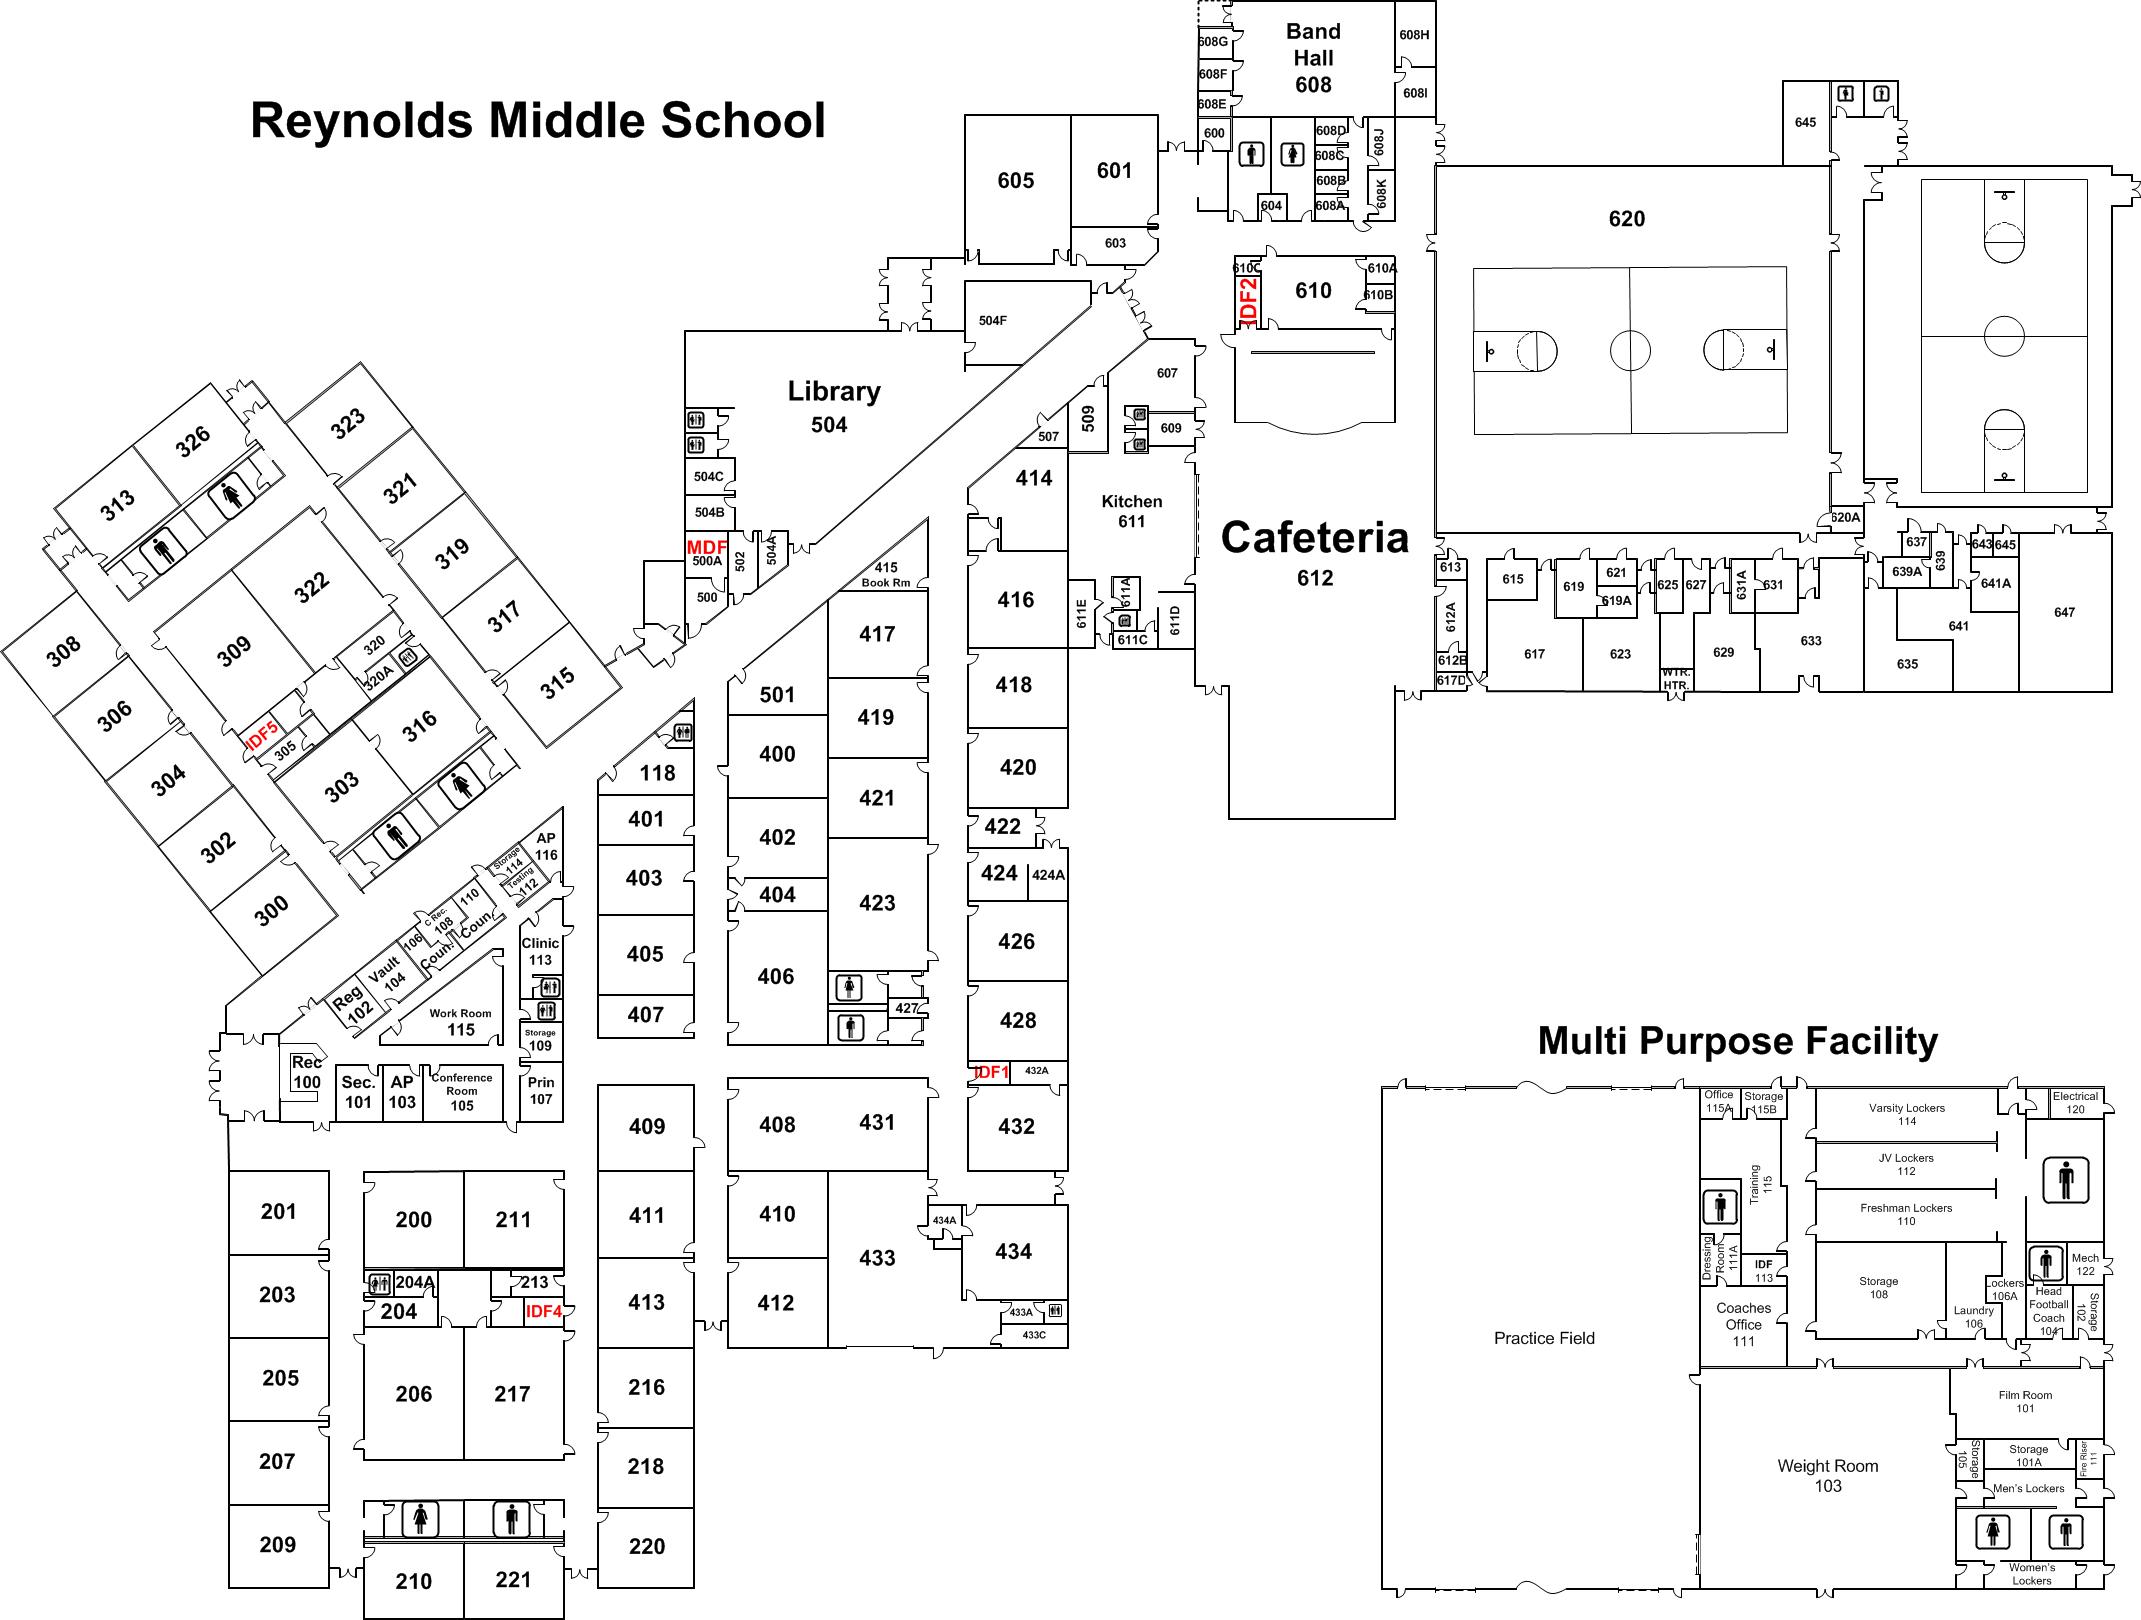 Reynolds Middle School
Band
Hall
608
608G
608F
608E
608H
608I
600
608D
608C
608B
608A
608J
608K
604
605
601
603
645
620
610C
IDF2
610
610A
610B
504F
Library
504
504C
504B
MDF
500A
502
504A
500
607
509
507
609
414
Kitchen
611
Cafeteria
612
620A
323
326
321
313
319
322
317
308
309
320
320A
315
306
IDF5
305
316
304
303
302
300
415
Book Rm
416
417
418
419
420
421
422
423
424
424A
426
427
428
IDF1
432A
432
611E
611A
611C
611D
613
612A
612B
617D
615
617
619
621
619A
623
625
627
WTR.
HTR.
629
631A
631
633
637
639
639A
643
645
641A
641
635
647
501
400
402
404
406
118
401
403
405
407
AP
116
Storage
114
Testing
112
110
Coun.
C Rec.
108
106
Coun.
Vault
104
Reg
102
Clinic
113
Work Room
115
Storage
109
Rec
100
Sec.
101
AP
103
Conference
Room
105
Prin
107
409
411
413
216
218
220
408
431
410
412
433
434A
434
433A
433C
201
203
205
207
209
200
211
204A
204
213
IDF4
206
217
210
221
Multi Purpose Facility
Practice Field
Office
115A
Storage
115B
Training
115
Dressing
Room
111A
IDF
113
Coaches
Office
111
Varsity Lockers
114
JV Lockers
112
Freshman Lockers
110
Storage
108
Laundry
106
Lockers
106A
Electrical
120
Mech
122
Head
Football
Coach
104
Storage
102
Weight Room
103
Film Room
101
Storage
105
Storage
101A
Fire Riser
111
Men's Lockers
Women's
Lockers